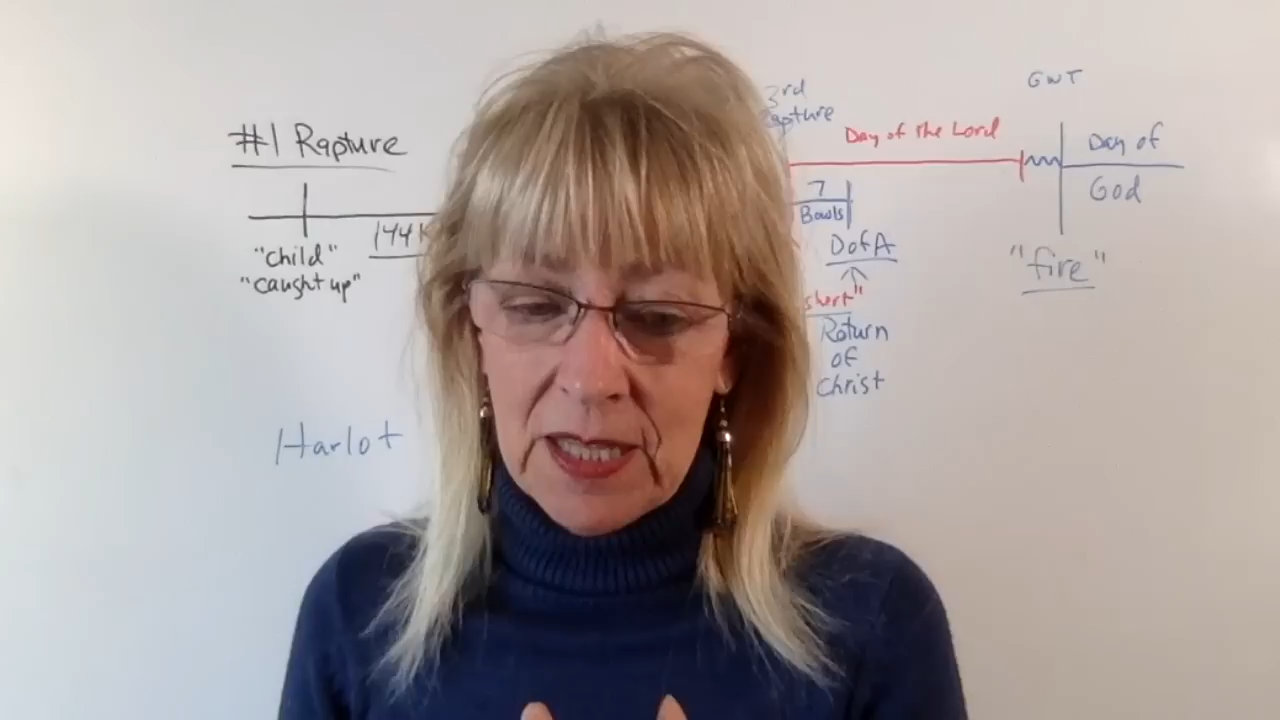 #1 Rapture
"child"
"caught up"
144
Harlot
3rd
Rapture
Day of the Lord
7
Bowls
DofA
short"
Return
of
Christ
GWT
Day of
God
"fire"